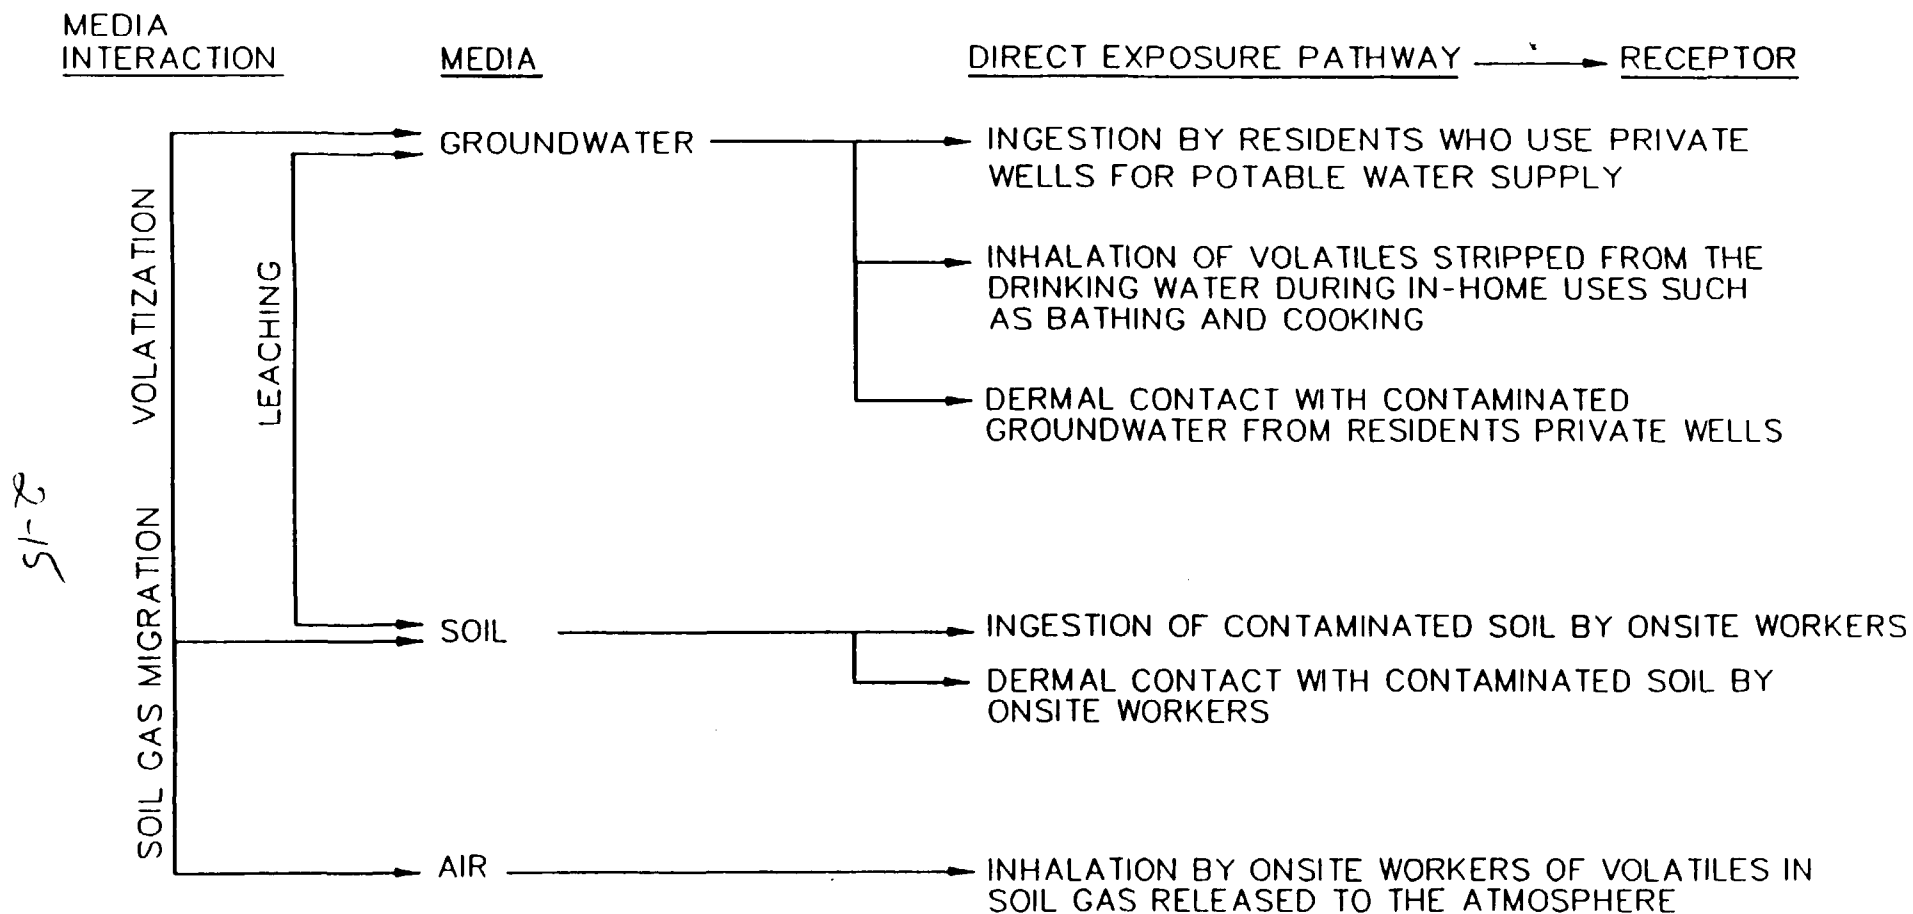 MEDIA
INTERACTION
MEDIA
DIRECT EXPOSURE PATHWAY
RECEPTOR
VOLATIZATION
LEACHING
SOIL GAS MIGRATION
GROUNDWATER
INGESTION BY RESIDENTS WHO USE PRIVATE
WELLS FOR POTABLE WATER SUPPLY
INHALATION OF VOLATILES STRIPPED FROM THE
DRINKING WATER DURING IN-HOME USES SUCH
AS BATHING AND COOKING
DERMAL CONTACT WITH CONTAMINATED
GROUNDWATER FROM RESIDENTS PRIVATE WELLS
SOIL
INGESTION OF CONTAMINATED SOIL BY ONSITE WORKERS
DERMAL CONTACT WITH CONTAMINATED SOIL BY
ONSITE WORKERS
AIR
INHALATION BY ONSITE WORKERS OF VOLATILES IN
SOIL GAS RELEASED TO THE ATMOSPHERE
2-15